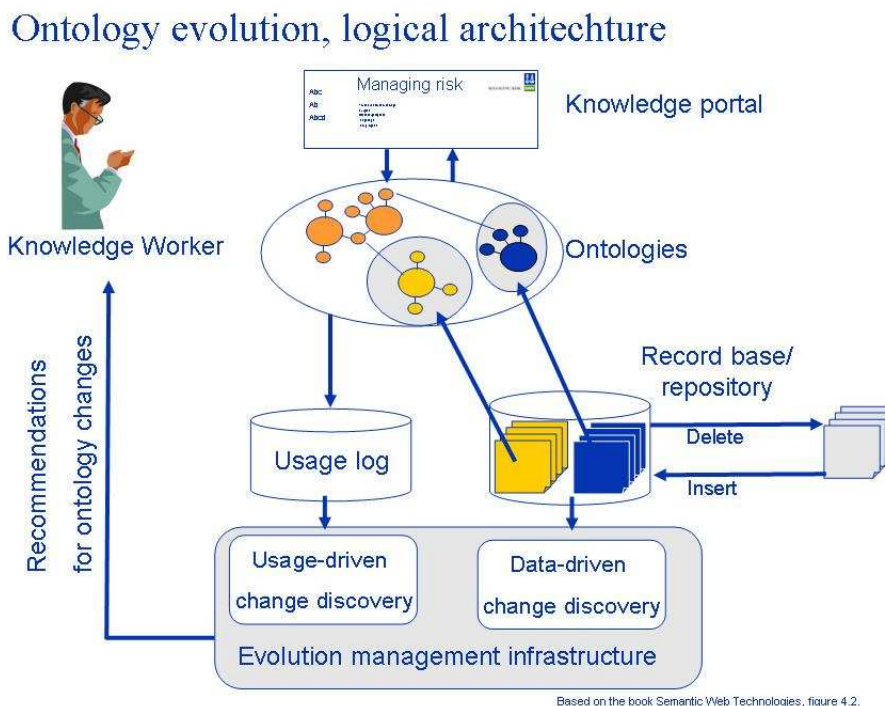 Ontology evolution, logical architechture
Managing risk
Abc
Ab
Abcd
Knowledge portal
Knowledge Worker
Ontologies
Recommendations
for ontology changes
Record base/
repository
Delete
Insert
Usage log
Usage-driven
change discovery
Data-driven
change discovery
Evolution management infrastructure
Based on the book Semantic Web Technologies, figure 4.2.